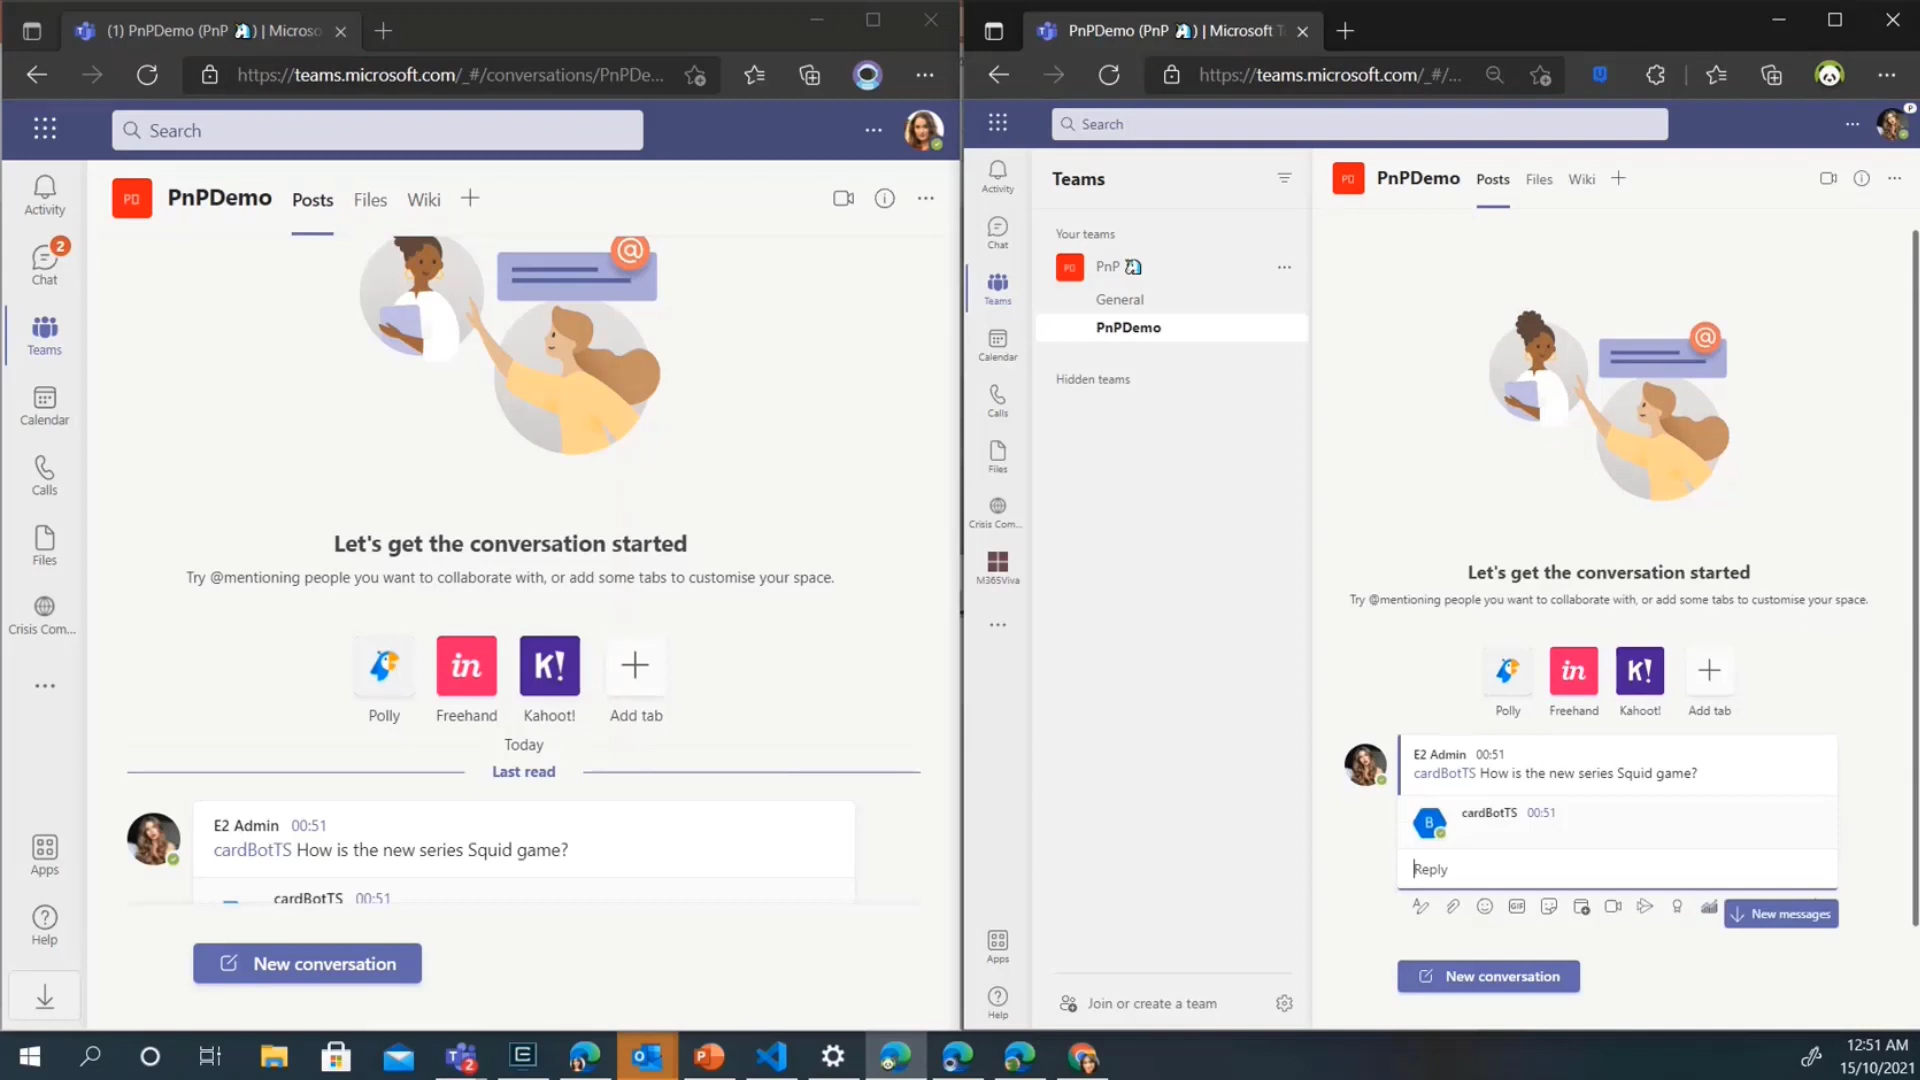 (1) PnPDemo (PnP 🦄) | Microso
https://teams.microsoft.com/_#/conversations/PnPDe...
Search
Activity
2
Chat
Teams
Calendar
Calls
Files
Crisis Com...
Apps
Help
PD
PnPDemo
Posts
Files
Wiki
@
Let's get the conversation started
Try @mentioning people you want to collaborate with, or add some tabs to customise your space.
in
K!
Polly
Freehand
Kahoot!
Add tab
Today
Last read
E2 Admin 00:51
cardBotTS How is the new series Squid game?
cardBotTS 00:51
New conversation
PnPDemo (PnP 🦄) | Microsoft T
https://teams.microsoft.com/_#/...
Search
P
Activity
Chat
Teams
Calendar
Calls
Files
Crisis Com...
M365Viva
Apps
Help
Teams
Your teams
PD
PnP 🦄
General
PnPDemo
Hidden teams
Join or create a team
PD
PnPDemo
Posts
Files
Wiki
@
Let's get the conversation started
Try @mentioning people you want to collaborate with, or add some tabs to customise your space.
in
K!
Polly
Freehand
Kahoot!
Add tab
E2 Admin 00:51
cardBotTS How is the new series Squid game?
B
cardBotTS 00:51
Reply
GIF
New messages
New conversation
2
12:51 AM
15/10/2021